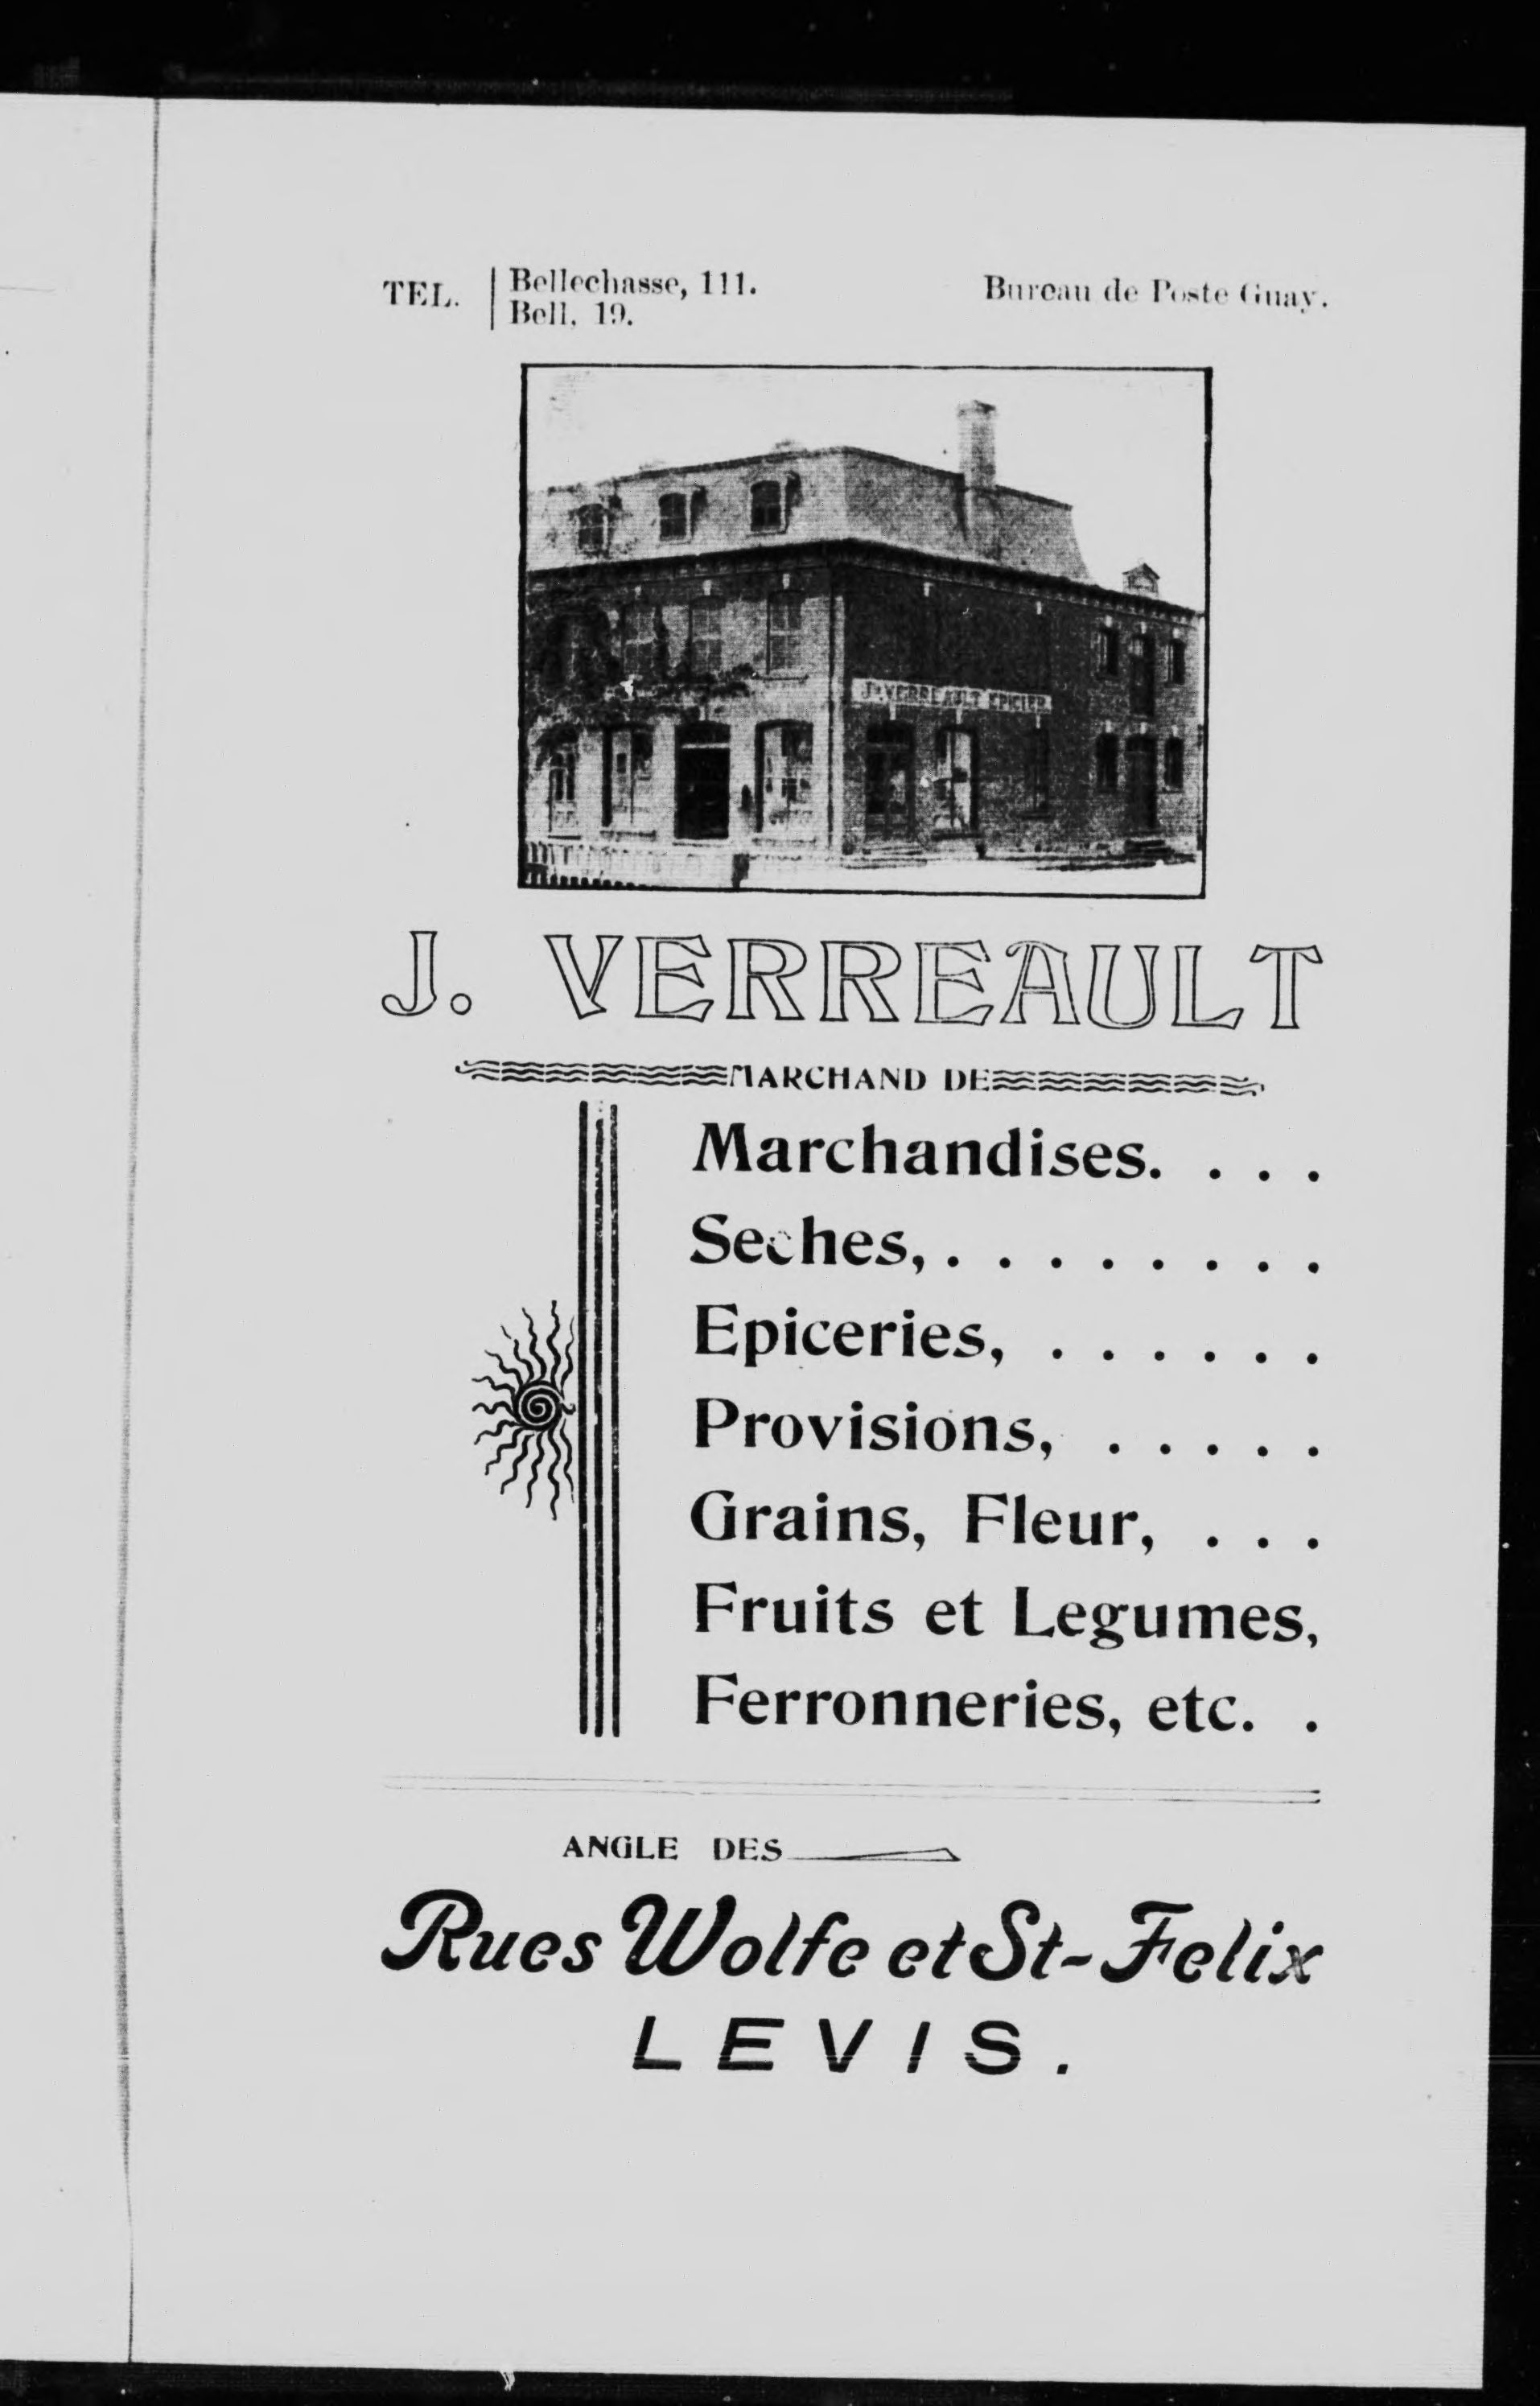 TEL. Bellechasse, 111.
Bell, 19.
Bureau de Poste Guay.
J. VERREAULT EPICIER
J. VERREAULT
MARCHAND DE
Marchandises. . . .
Seches, . . . . . . . .
Epiceries, . . . . . .
Provisions, . . . . .
Grains, Fleur, . . .
Fruits et Legumes,
Ferronneries, etc. .
ANGLE DES
Rues Wolfe et St-Felix
LEVIS.